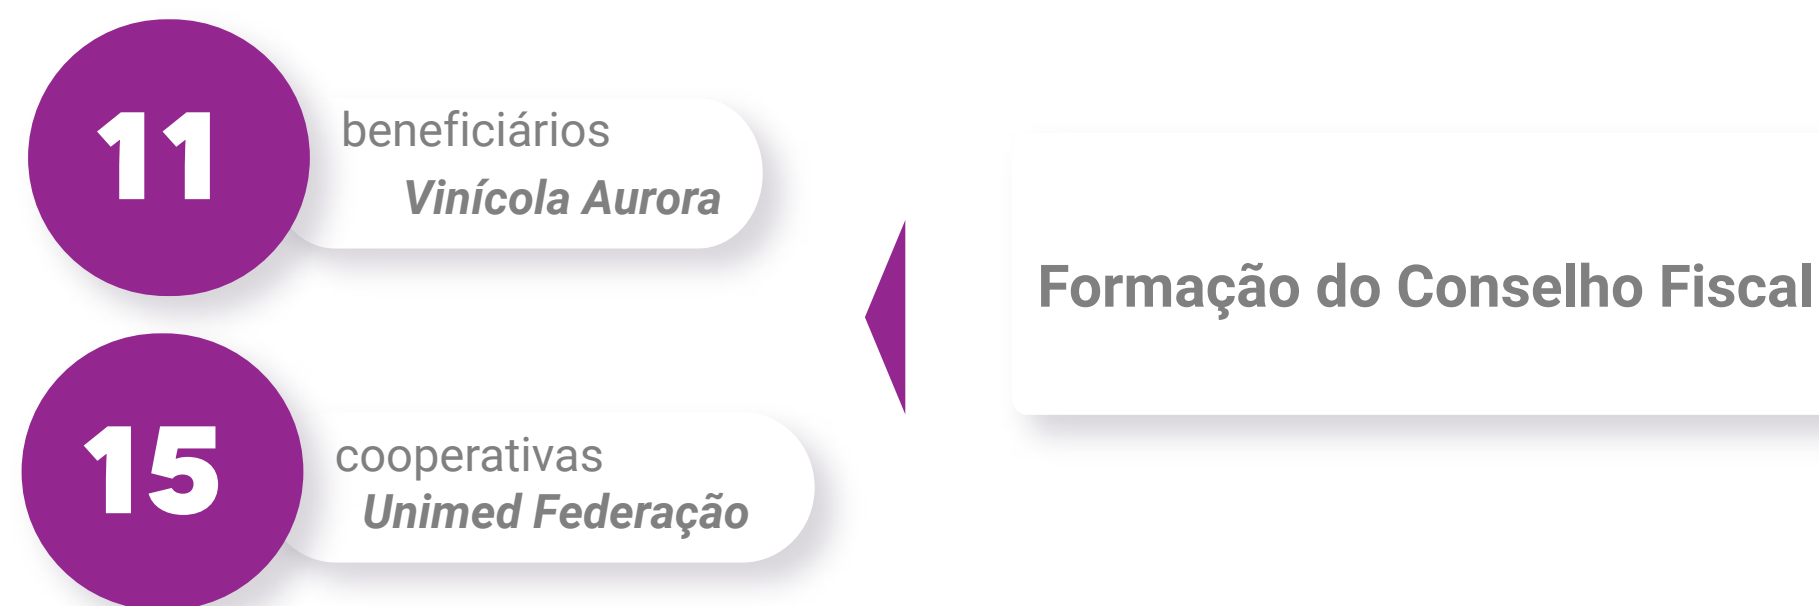 11
beneficiários
Vinícola Aurora
15
cooperativas
Unimed Federação
Formação do Conselho Fiscal